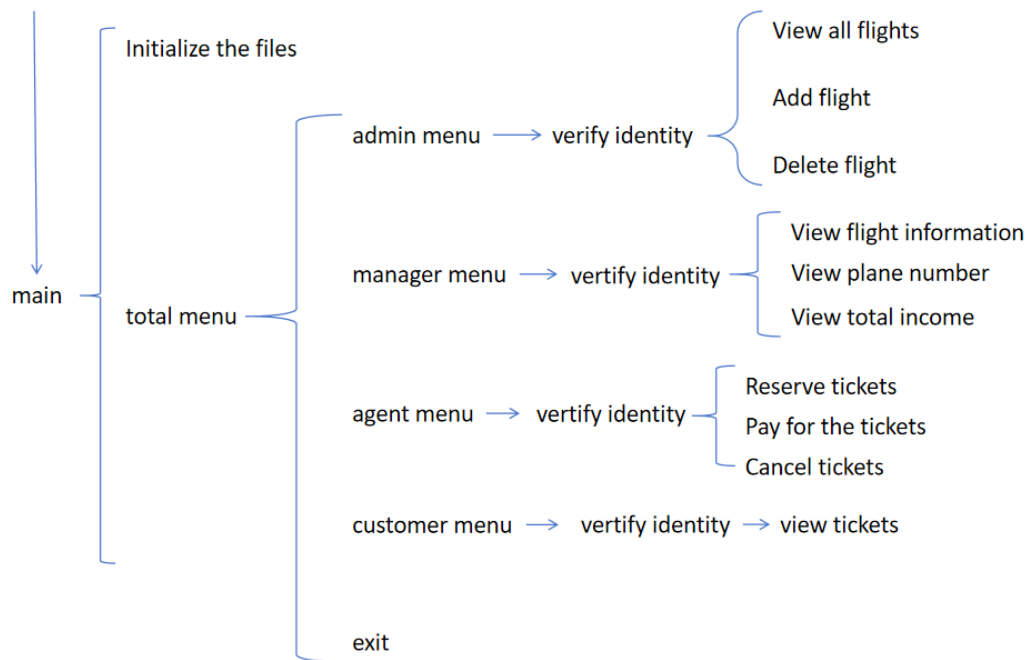 main
Initialize the files
total menu
admin menu
verify identity
View all flights
Add flight
Delete flight
manager menu
vertify identity
View flight information
View plane number
View total income
agent menu
vertify identity
Reserve tickets
Pay for the tickets
Cancel tickets
customer menu
vertify identity
view tickets
exit